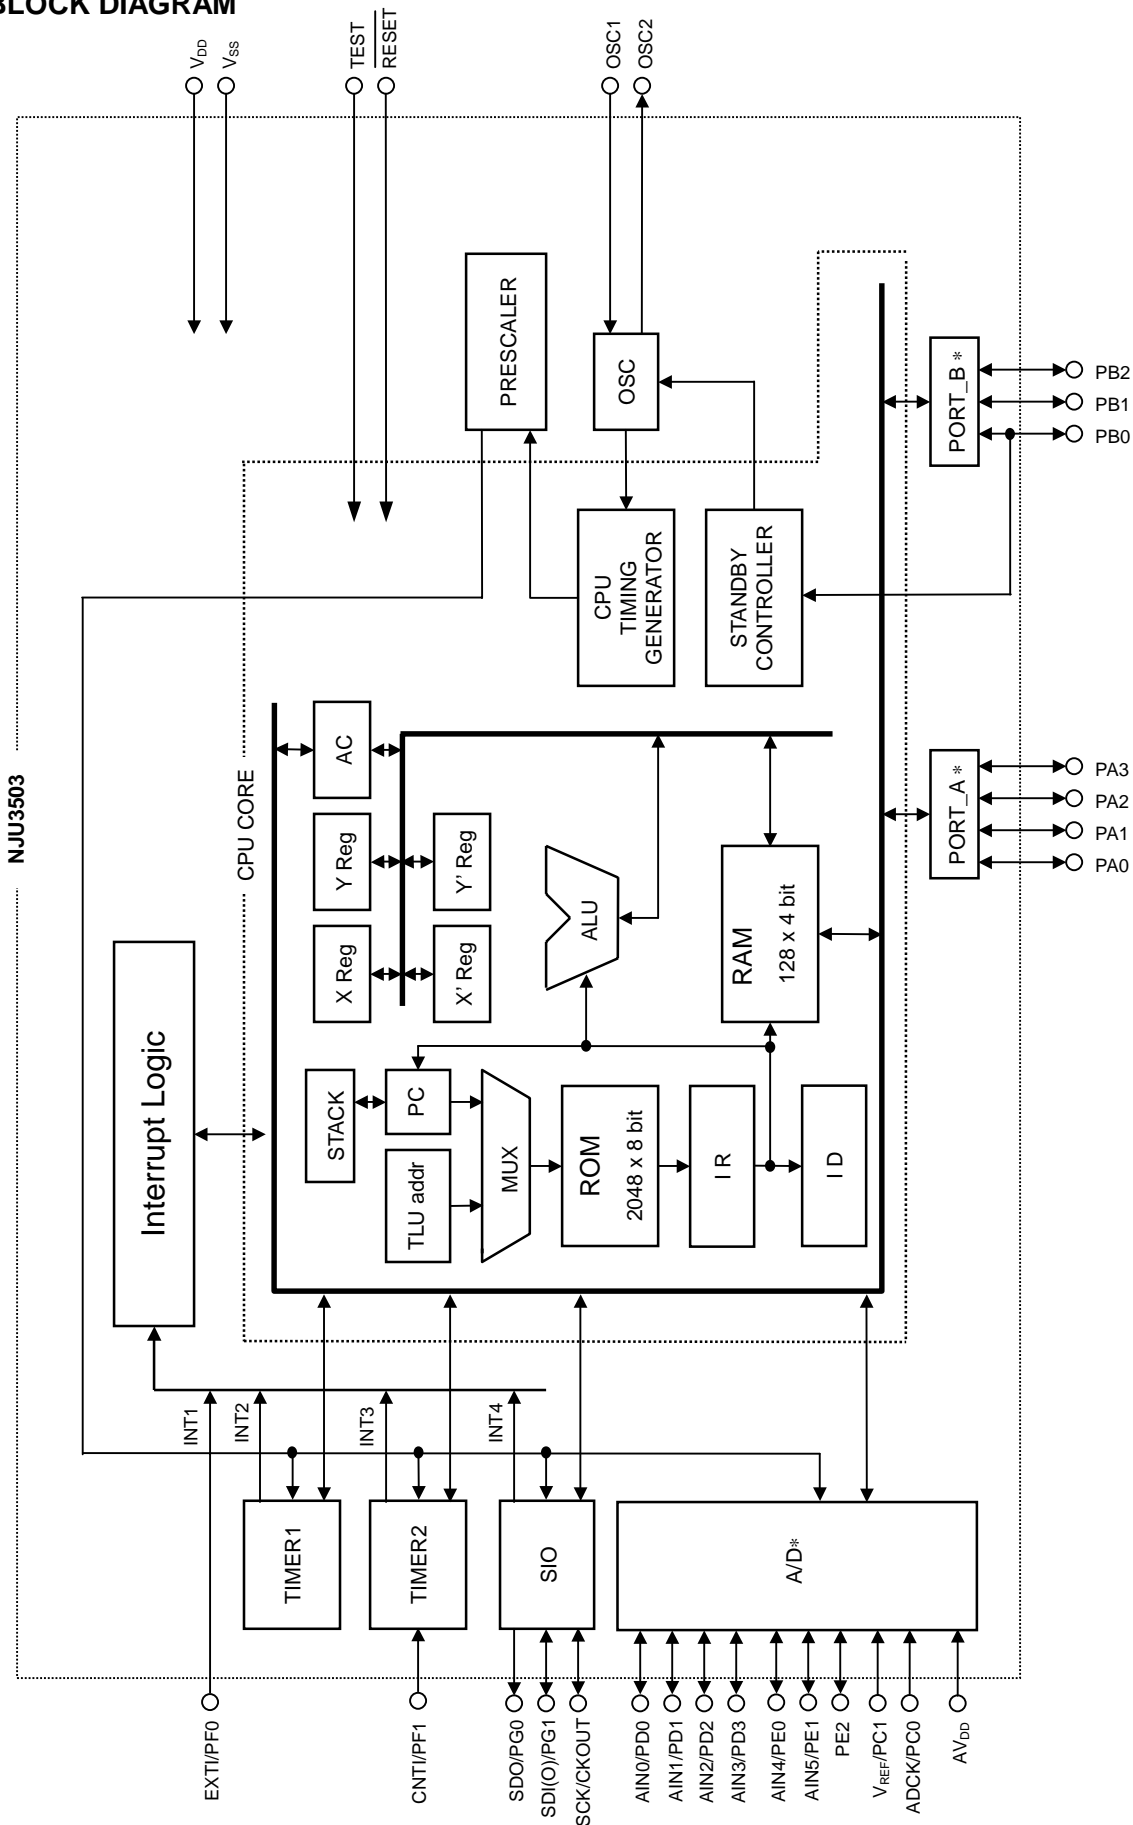 BLOCK DIAGRAM
NJU3503
VDD
VSS
TEST
RESET
OSC1
OSC2
PRESCALER
OSC
CPU
TIMING
GENERATOR
STANDBY
CONTROLLER
PORT_B *
PB2
PB1
PB0
CPU CORE
AC
Y Reg
Y' Reg
X Reg
X' Reg
ALU
RAM
128 x 4 bit
PORT_A *
PA3
PA2
PA1
PA0
Interrupt Logic
STACK
PC
TLU addr
MUX
ROM
2048 x 8 bit
I R
I D
INT1
INT2
INT3
INT4
TIMER1
TIMER2
SIO
A/D*
EXTI/PF0
CNTI/PF1
SDO/PG0
SDI(O)/PG1
SCK/CKOUT
AIN0/PD0
AIN1/PD1
AIN2/PD2
AIN3/PD3
AIN4/PE0
AIN5/PE1
PE2
VREF/PC1
ADCK/PC0
AVDD